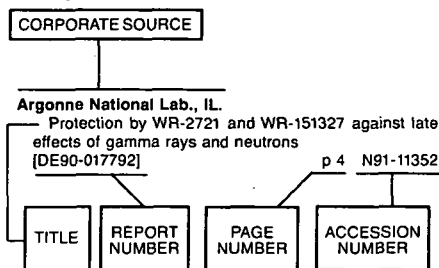 CORPORATE SOURCE
Argonne National Lab., IL.
Protection by WR-2721 and WR-151327 against late
effects of gamma rays and neutrons
[DE90-017792] p 4 N91-11352
TITLE REPORT NUMBER PAGE NUMBER ACCESSION NUMBER